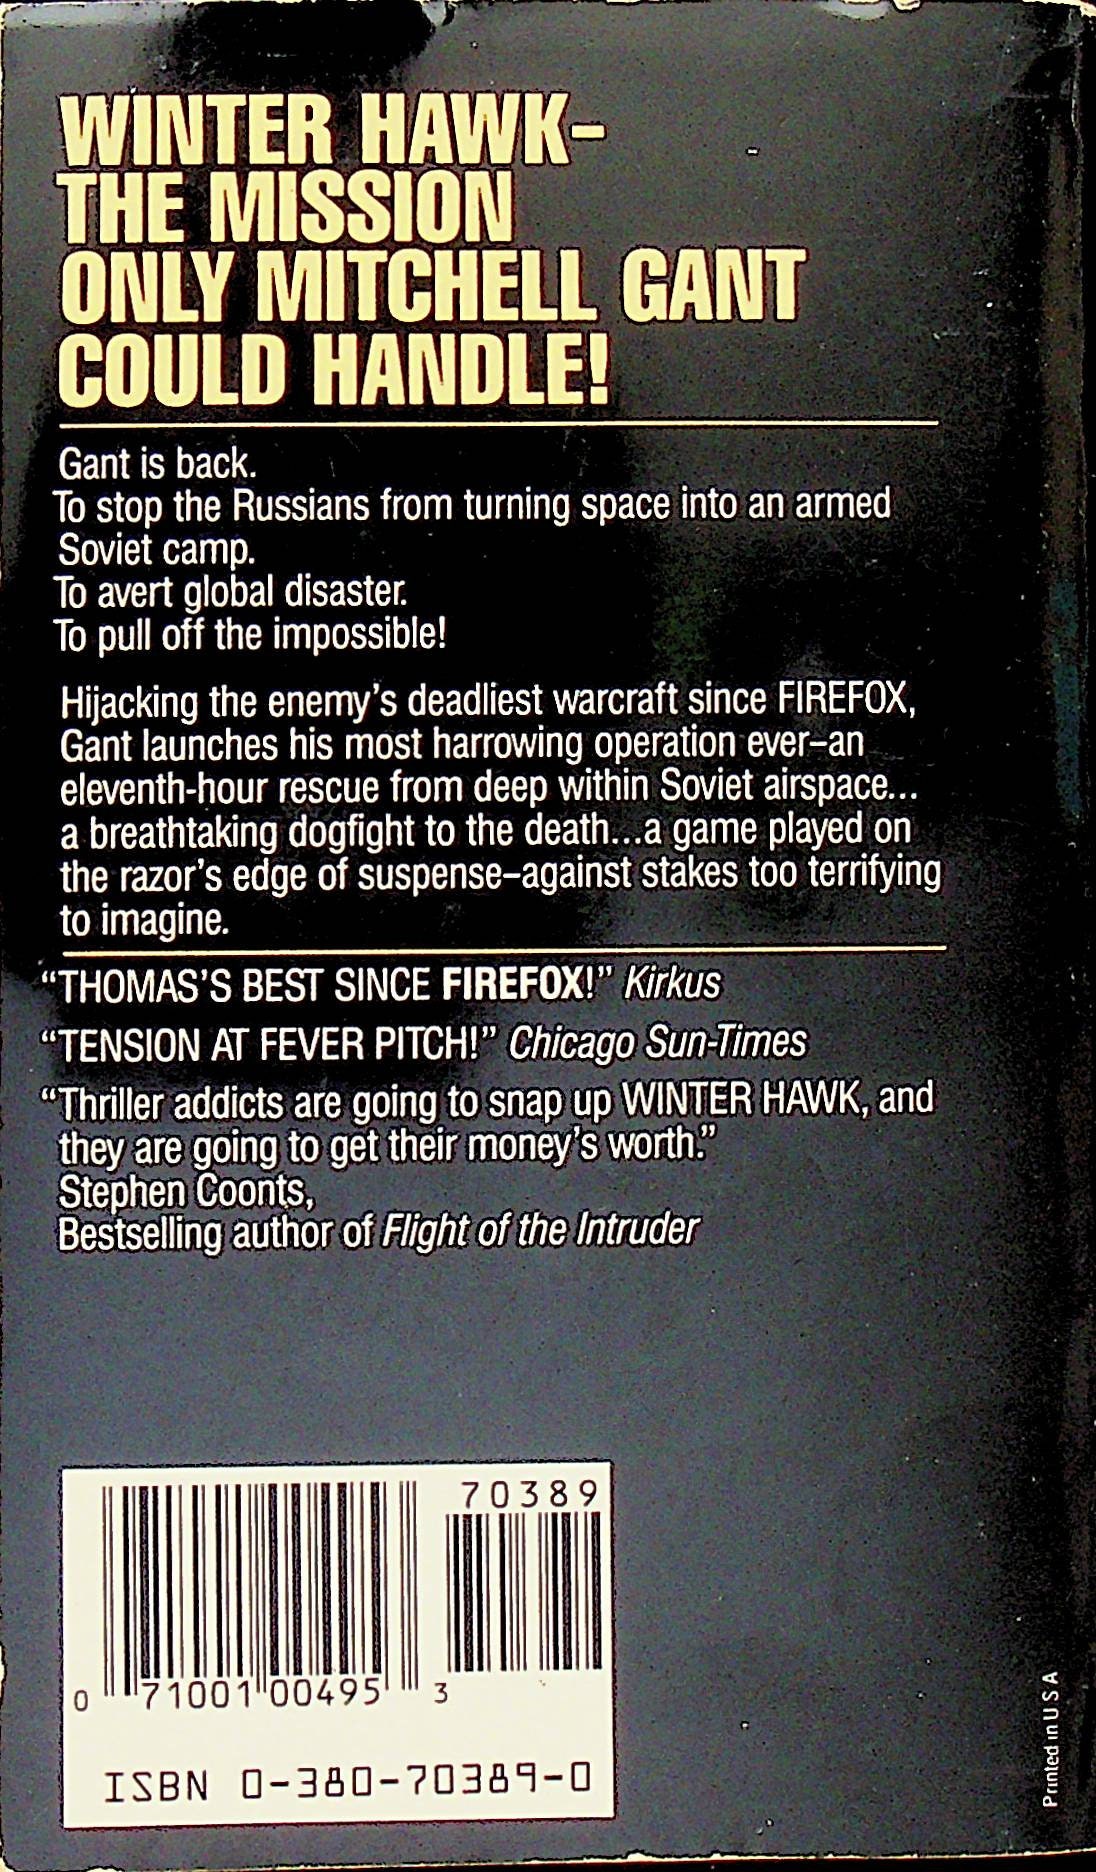 WINTER HAWK–
THE MISSION
ONLY MITCHELL GANT
COULD HANDLE!
Gant is back.
To stop the Russians from turning space into an armed
Soviet camp.
To avert global disaster.
To pull off the impossible!
Hijacking the enemy's deadliest warcraft since FIREFOX,
Gant launches his most harrowing operation ever–an
eleventh-hour rescue from deep within Soviet airspace...
a breathtaking dogfight to the death...a game played on
the razor's edge of suspense–against stakes too terrifying
to imagine.
“THOMAS'S BEST SINCE FIREFOX!” Kirkus
“TENSION AT FEVER PITCH!” Chicago Sun-Times
“Thriller addicts are going to snap up WINTER HAWK, and
they are going to get their money's worth.”
Stephen Coonts,
Bestselling author of Flight of the Intruder
70389
0 71001 00495 3
ISBN 0-380-70389-0
Printed in U S A